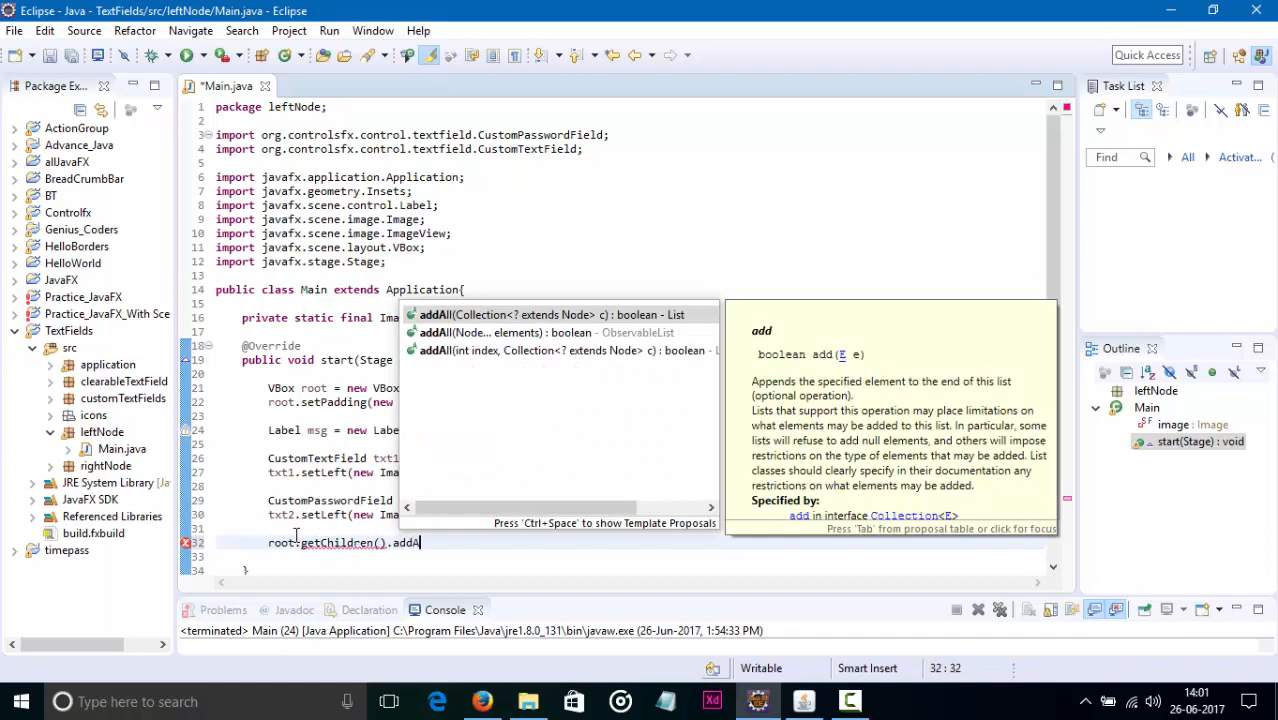 Eclipse - Java - TextFields/src/leftNode/Main.java - Eclipse
File Edit Source Refactor Navigate Search Project Run Window Help
Quick Access
Package Ex...
*Main.java
Task List
ActionGroup
Advance_Java
allJavaFX
BreadCrumbBar
BT
Controlfx
Genius_Coders
HelloBorders
HelloWorld
JavaFX
Practice_JavaFX
Practice_JavaFX_With Sce
TextFields
src
application
clearableTextField
customTextField
icons
leftNode
Main.java
rightNode
JRE System Library [Jav
JavaFX SDK
Referenced Libraries
build.fxbuild
timepass
1 package leftNode;
2
3 import org.controlsfx.control.textfield.CustomPasswordField;
4 import org.controlsfx.control.textfield.CustomTextField;
5
6 import javafx.application.Application;
7 import javafx.geometry.Insets;
8 import javafx.scene.control.Label;
9 import javafx.scene.image.Image;
10 import javafx.scene.image.ImageView;
11 import javafx.scene.layout.VBox;
12 import javafx.stage.Stage;
13
14 public class Main extends Application{
15
16 private static final Ima
17
18 @Override
19 public void start(Stage
20
21 VBox root = new VBox
22 root.setPadding(new
23
24 Label msg = new Labe
25
26 CustomTextField txt1
27 txt1.setLeft(new Ima
28
29 CustomPasswordField
30 txt2.setLeft(new Ima
31
32 root.getChildren().addA
33
34 }
addAll(Collection<? extends Node> c) : boolean - List
addAll(Node... elements) : boolean - ObservableList
addAll(int index, Collection<? extends Node> c) : boolean - L
Press 'Ctrl+Space' to show Template Proposals
add
boolean add(E e)
Appends the specified element to the end of this list
(optional operation).
Lists that support this operation may place limitations on
what elements may be added to this list. In particular, some
lists will refuse to add null elements, and others will impose
restrictions on the type of elements that may be added. List
classes should clearly specify in their documentation any
restrictions on what elements may be added.
Specified by:
add in interface Collection<E>
Press 'Tab' from proposal table or click for focus
Find
All
Activat...
Outline
leftNode
Main
image : Image
start(Stage) : void
Problems Javadoc Declaration Console
<terminated> Main (24) [Java Application] C:\Program Files\Java\jre1.8.0_131\bin\javaw.exe (26-Jun-2017, 1:54:33 PM)
Writable
Smart Insert
32 : 32
Type here to search
Xd
14:01
26-06-2017